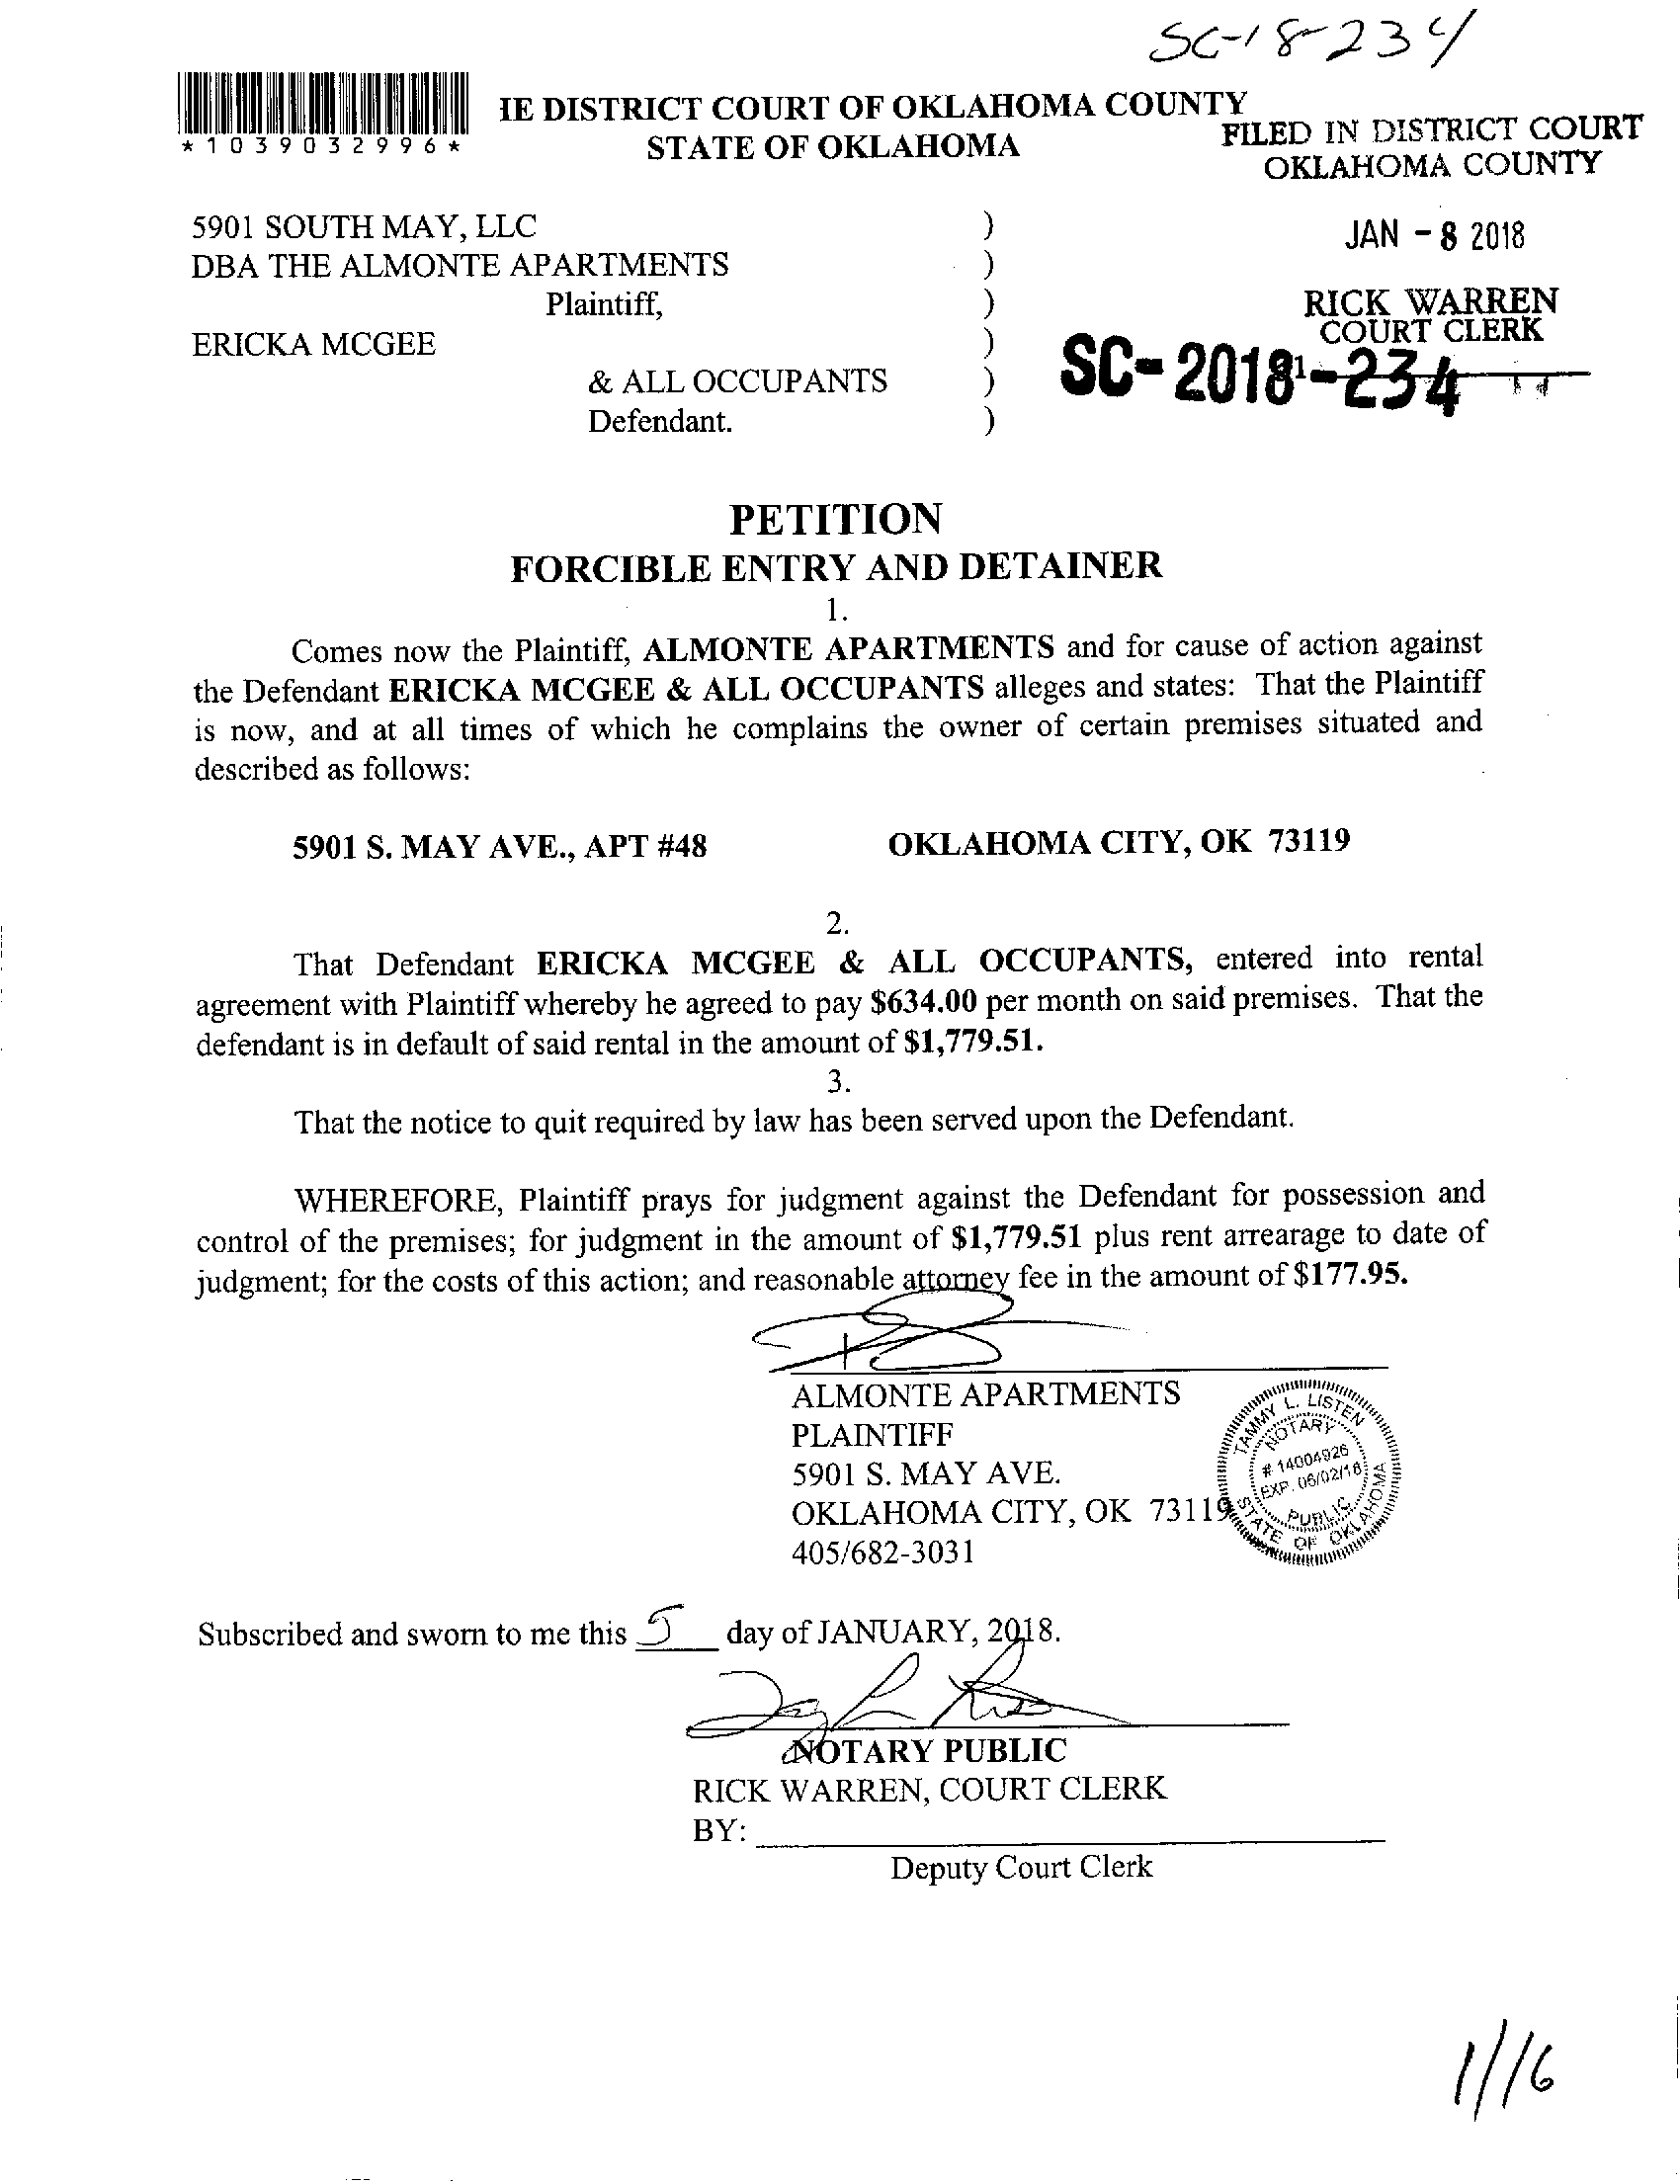 SC-18-234
*1039032996*
IE DISTRICT COURT OF OKLAHOMA COUNTY
STATE OF OKLAHOMA
FILED IN DISTRICT COURT
OKLAHOMA COUNTY
JAN - 8 2018
RICK WARREN
COURT CLERK
SC-2018-234
5901 SOUTH MAY, LLC )
DBA THE ALMONTE APARTMENTS )
Plaintiff, )
ERICKA MCGEE )
& ALL OCCUPANTS )
Defendant. )
PETITION
FORCIBLE ENTRY AND DETAINER
1.
Comes now the Plaintiff, ALMONTE APARTMENTS and for cause of action against
the Defendant ERICKA MCGEE & ALL OCCUPANTS alleges and states: That the Plaintiff
is now, and at all times of which he complains the owner of certain premises situated and
described as follows:
5901 S. MAY AVE., APT #48 OKLAHOMA CITY, OK 73119
2.
That Defendant ERICKA MCGEE & ALL OCCUPANTS, entered into rental
agreement with Plaintiff whereby he agreed to pay $634.00 per month on said premises. That the
defendant is in default of said rental in the amount of $1,779.51.
3.
That the notice to quit required by law has been served upon the Defendant.
WHEREFORE, Plaintiff prays for judgment against the Defendant for possession and
control of the premises; for judgment in the amount of $1,779.51 plus rent arrearage to date of
judgment; for the costs of this action; and reasonable attorney fee in the amount of $177.95.
ALMONTE APARTMENTS
PLAINTIFF
5901 S. MAY AVE.
OKLAHOMA CITY, OK 73119
405/682-3031
TAMMY L. LISTEN
NOTARY
# 14004926
EXP. 06/02/18
PUBLIC
STATE OF OKLAHOMA
Subscribed and sworn to me this 5 day of JANUARY, 2018.
NOTARY PUBLIC
RICK WARREN, COURT CLERK
BY:
Deputy Court Clerk
1/16